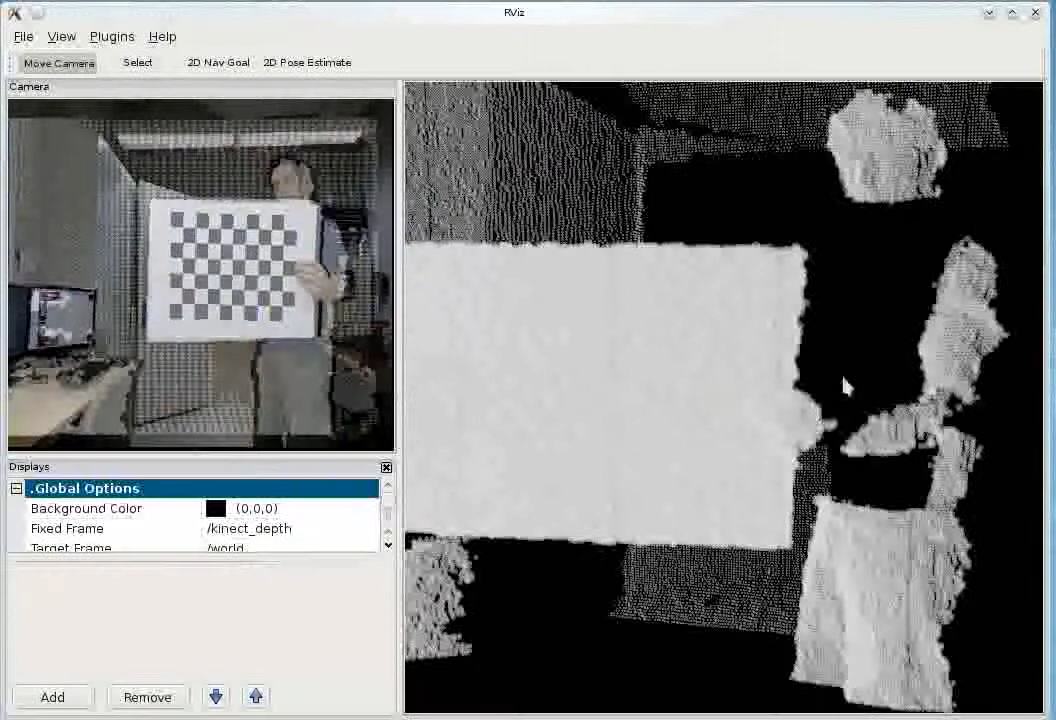 RViz
File View Plugins Help
Move Camera Select 2D Nav Goal 2D Pose Estimate
Camera
Displays
.Global Options
Background Color (0,0,0)
Fixed Frame /kinect_depth
Target Frame /world
Add Remove